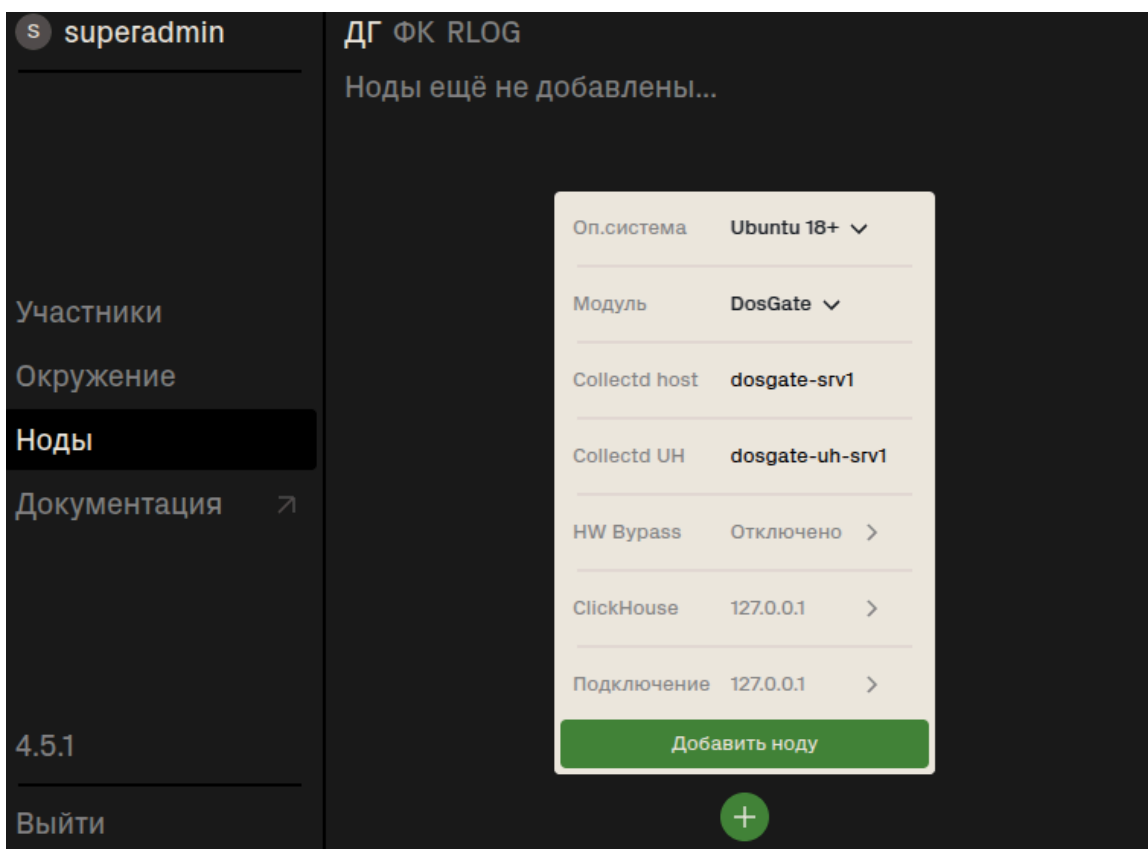 S superadmin
Участники
Окружение
Ноды
Документация
4.5.1
Выйти
ДГ ФК RLOG
Ноды ещё не добавлены...
Оп.система Ubuntu 18+
Модуль DosGate
Collectd host dosgate-srv1
Collectd UH dosgate-uh-srv1
HW Bypass Отключено
ClickHouse 127.0.0.1
Подключение 127.0.0.1
Добавить ноду